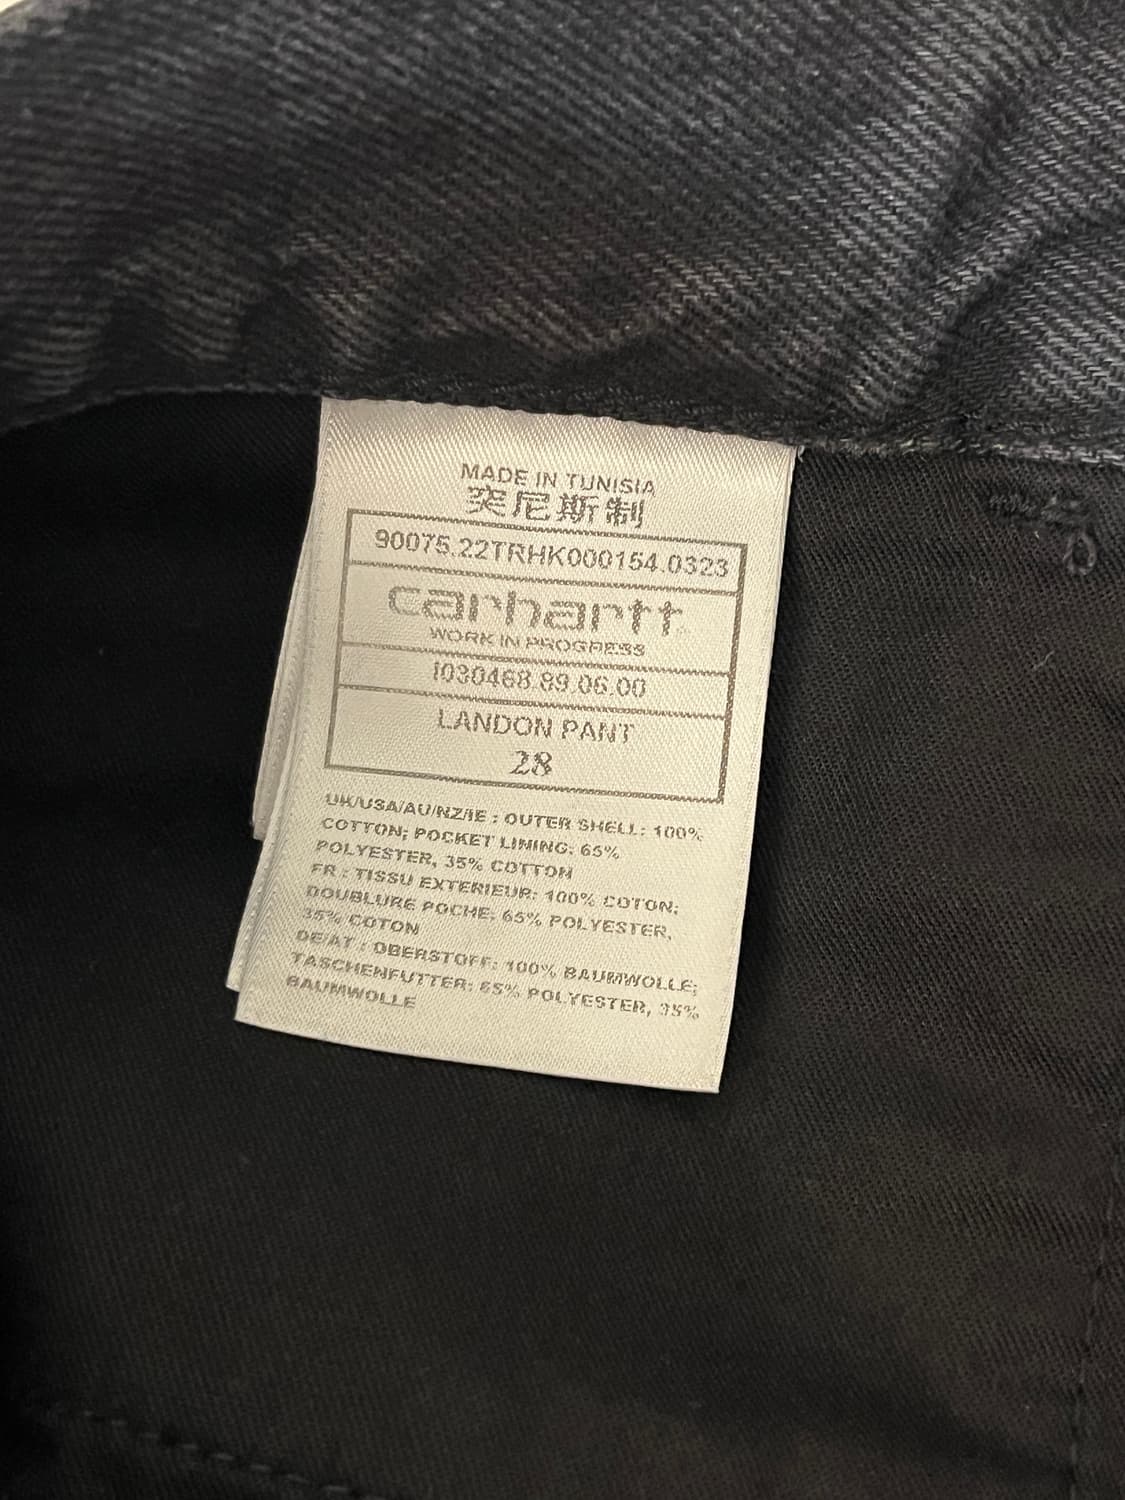 MADE IN TUNISIA
突尼斯制
90075.22TRHK000154.0323
carhartt
WORK IN PROGRESS
I030468.89.06.00
LANDON PANT
28
UK/USA/AU/NZ/IE : OUTER SHELL: 100%
COTTON; POCKET LINING: 65%
POLYESTER, 35% COTTON
FR : TISSU EXTERIEUR: 100% COTON;
DOUBLURE POCHE: 65% POLYESTER,
35% COTON
DE/AT : OBERSTOFF: 100% BAUMWOLLE;
TASCHENFUTTER: 65% POLYESTER, 35%
BAUMWOLLE